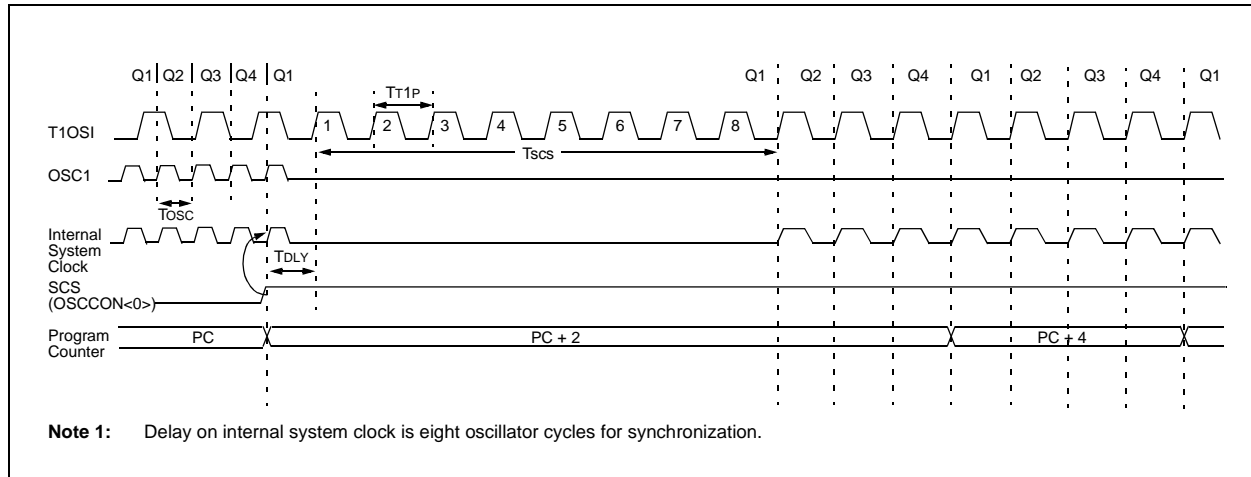 Q1 Q2 Q3 Q4 Q1 Q1 Q2 Q3 Q4 Q1 Q2 Q3 Q4 Q1
TT1P
T1OSI 1 2 3 4 5 6 7 8
TSCS
OSC1
TOSC
Internal
System
Clock
TDLY
SCS
(OSCCON<0>)
Program
Counter
PC PC + 2 PC + 4
Note 1: Delay on internal system clock is eight oscillator cycles for synchronization.